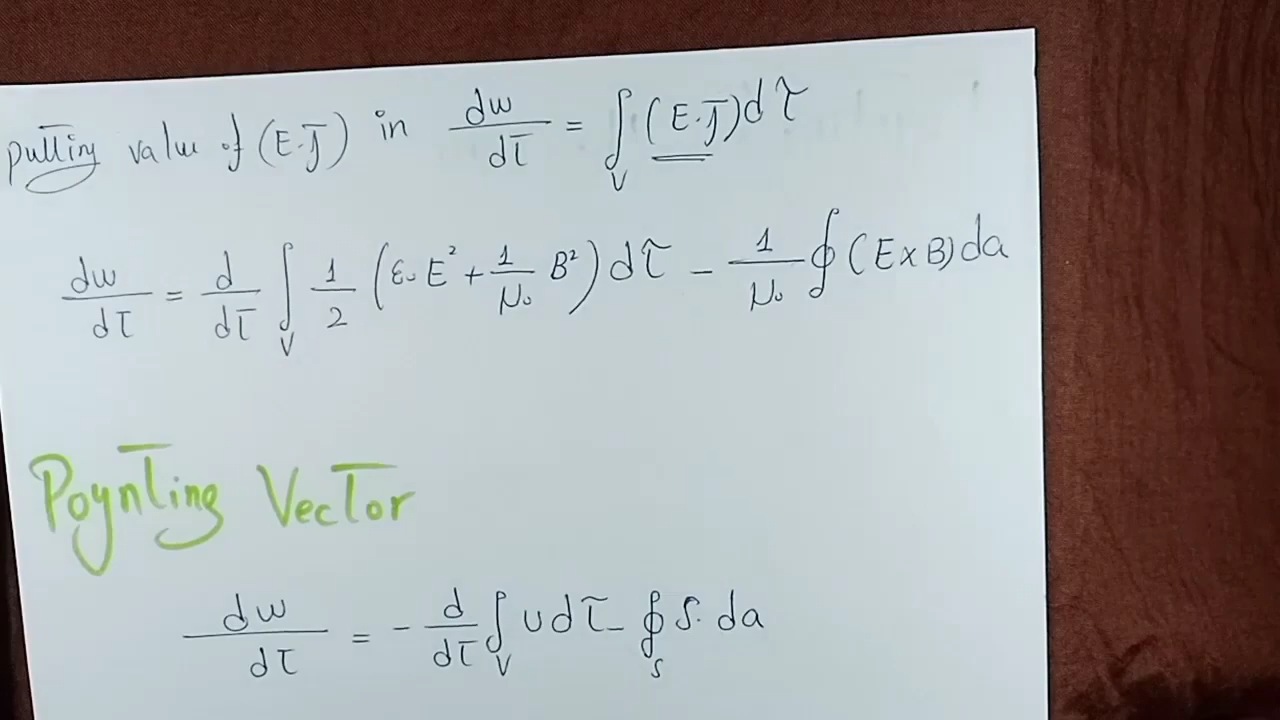 putting value of (E.J̄) in dw/dt = ∫_V (E.J̄)dτ
dw/dt = d/dt ∫_V 1/2 (ε₀E² + 1/μ₀ B²) dτ - 1/μ₀ ∮ (E×B)da
Poynting Vector
dw/dt = - d/dt ∫_V Udτ - ∮_S S. da